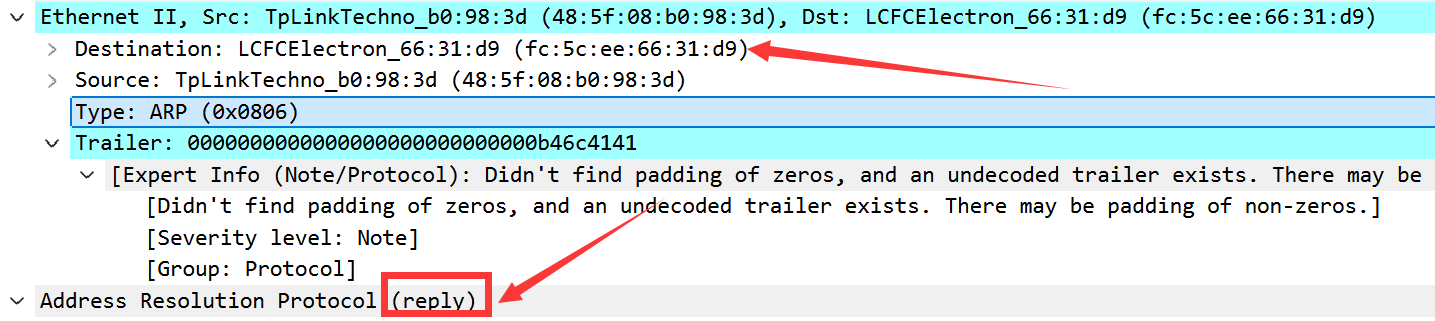 Ethernet II, Src: TpLinkTechno_b0:98:3d (48:5f:08:b0:98:3d), Dst: LCFCElectron_66:31:d9 (fc:5c:ee:66:31:d9)
Destination: LCFCElectron_66:31:d9 (fc:5c:ee:66:31:d9)
Source: TpLinkTechno_b0:98:3d (48:5f:08:b0:98:3d)
Type: ARP (0x0806)
Trailer: 0000000000000000000000000000b46c4141
[Expert Info (Note/Protocol): Didn't find padding of zeros, and an undecoded trailer exists. There may be
[Didn't find padding of zeros, and an undecoded trailer exists. There may be padding of non-zeros.]
[Severity level: Note]
[Group: Protocol]
Address Resolution Protocol (reply)